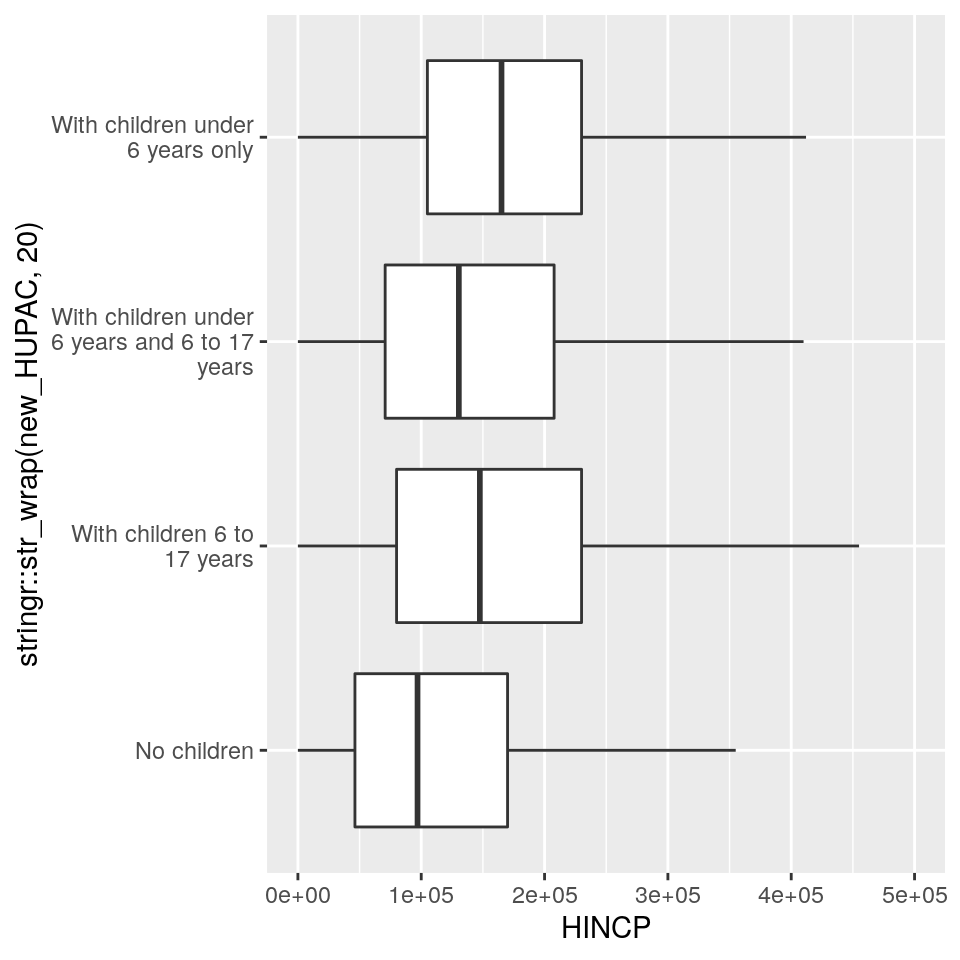 stringr::str_wrap(new_HUPAC, 20)
With children under
6 years only
With children under
6 years and 6 to 17
years
With children 6 to
17 years
No children
0e+00 1e+05 2e+05 3e+05 4e+05 5e+05
HINCP